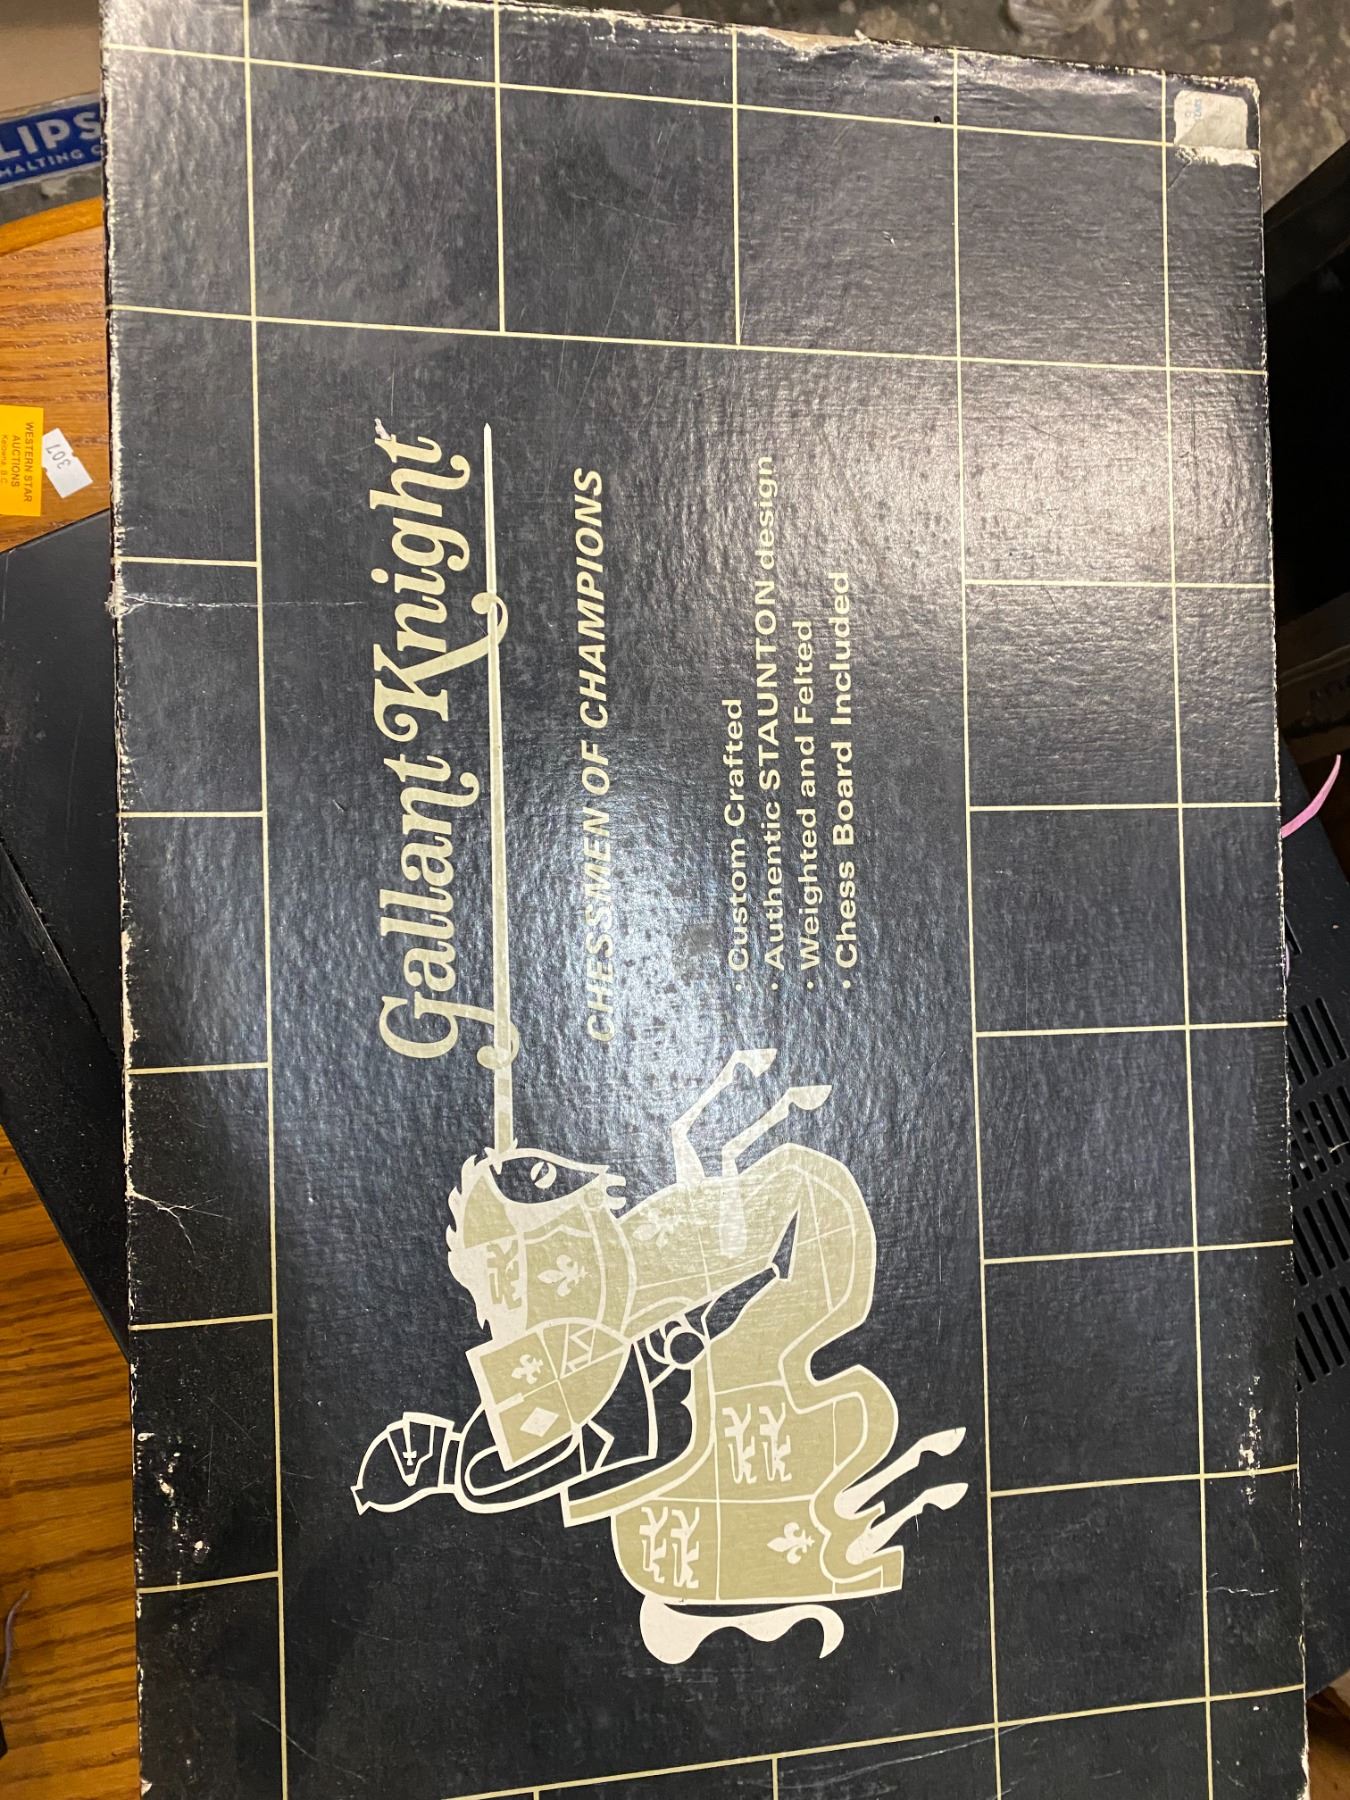 Gallant Knight
CHESSMEN OF CHAMPIONS
• Custom Crafted
• Authentic STAUNTON design
• Weighted and Felted
• Chess Board Included
LIPS
MALTING C
WESTERN STAR
AUCTIONS
Kelowna, B.C.
307